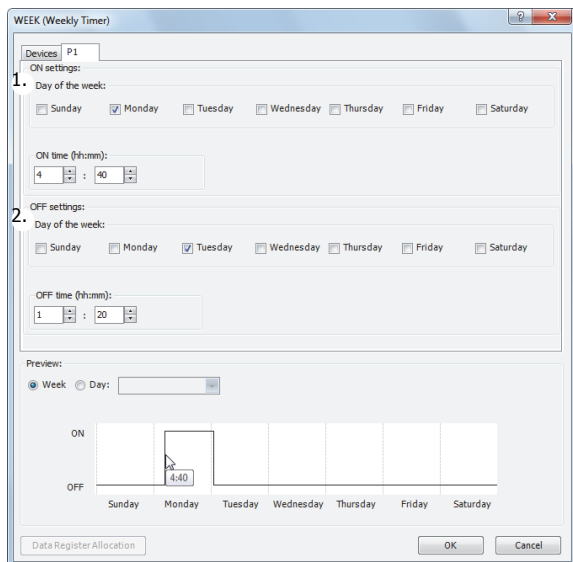 WEEK (Weekly Timer)
Devices P1
ON settings:
1.
Day of the week:
Sunday Monday Tuesday Wednesday Thursday Friday Saturday
ON time (hh:mm):
4 : 40
OFF settings:
2.
Day of the week:
Sunday Monday Tuesday Wednesday Thursday Friday Saturday
OFF time (hh:mm):
1 : 20
Preview:
Week Day:
ON
4:40
OFF
Sunday Monday Tuesday Wednesday Thursday Friday Saturday
Data Register Allocation OK Cancel